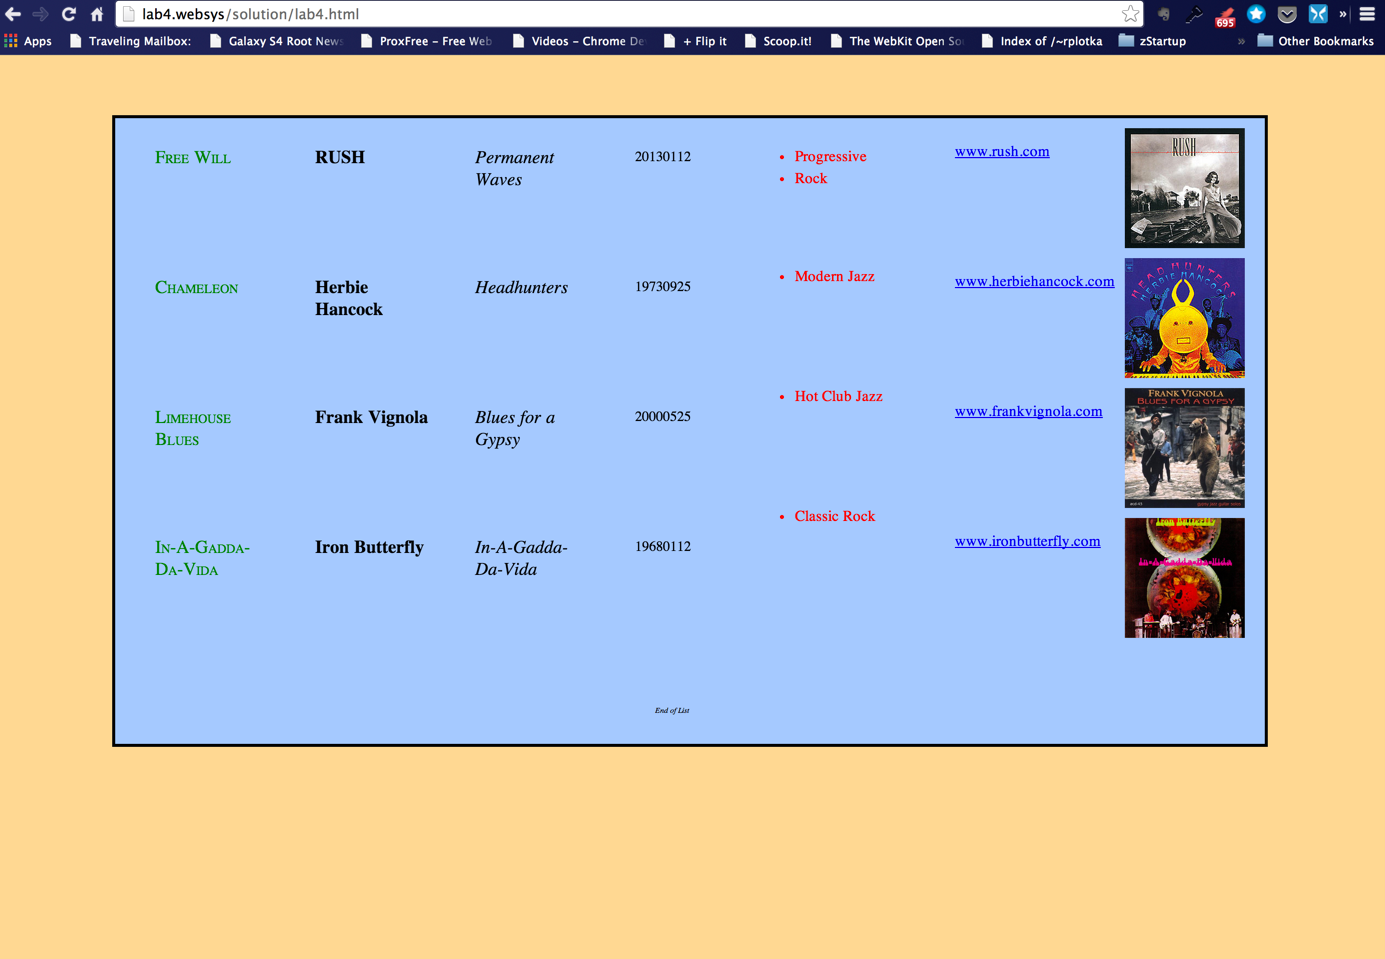 lab4.websys/solution/lab4.html
695
Apps Traveling Mailbox: Galaxy S4 Root News ProxFree – Free Web Videos – Chrome De + Flip it Scoop.it! The WebKit Open So Index of /~rplotka zStartup » Other Bookmarks
Free Will RUSH Permanent Waves 20130112 • Progressive www.rush.com
• Rock
RUSH
Chameleon Herbie Hancock Headhunters 19730925 • Modern Jazz www.herbiehancock.com
HEAD HUNTERS
HERBIE HANCOCK
Limehouse Blues Frank Vignola Blues for a Gypsy 20000525 • Hot Club Jazz www.frankvignola.com
FRANK VIGNOLA
BLUES FOR A GYPSY
In-A-Gadda-Da-Vida Iron Butterfly In-A-Gadda-Da-Vida 19680112 • Classic Rock www.ironbutterfly.com
Iron Butterfly
In-A-Gadda-Da-Vida
End of List